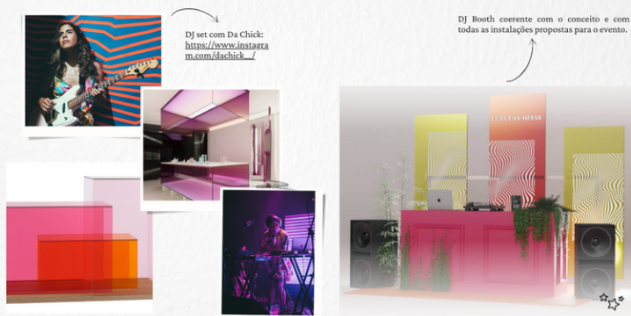 DJ set com Da Chick:
https://www.instagra
m.com/dachick__/
DJ Booth coerente com o conceito e com
todas as instalações propostas para o evento.